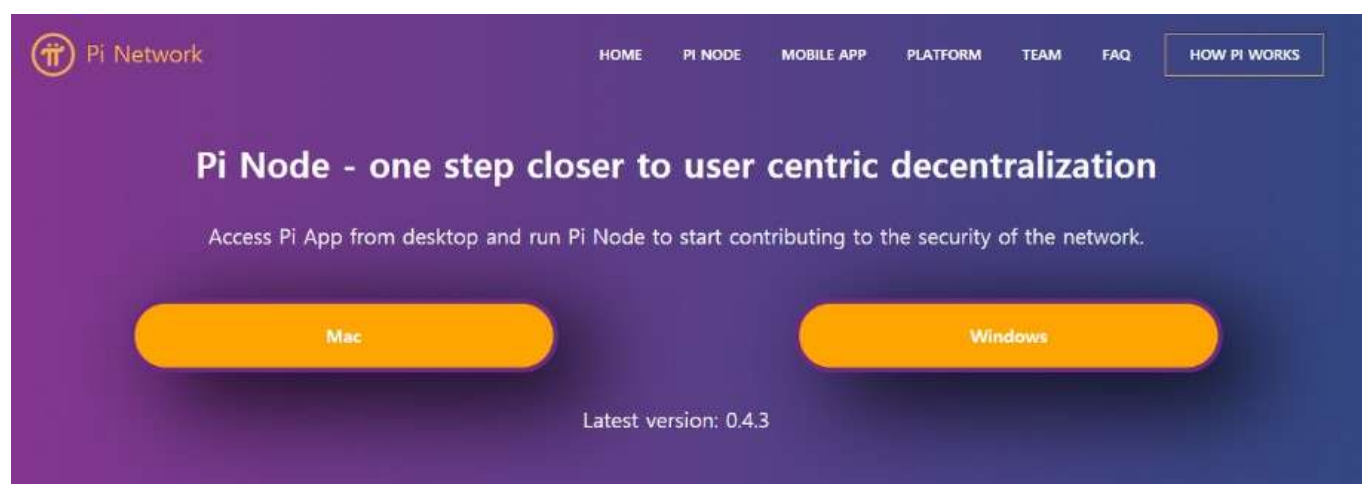 Pi Network
HOME PI NODE MOBILE APP PLATFORM TEAM FAQ HOW PI WORKS
Pi Node - one step closer to user centric decentralization
Access Pi App from desktop and run Pi Node to start contributing to the security of the network.
Mac Windows
Latest version: 0.4.3